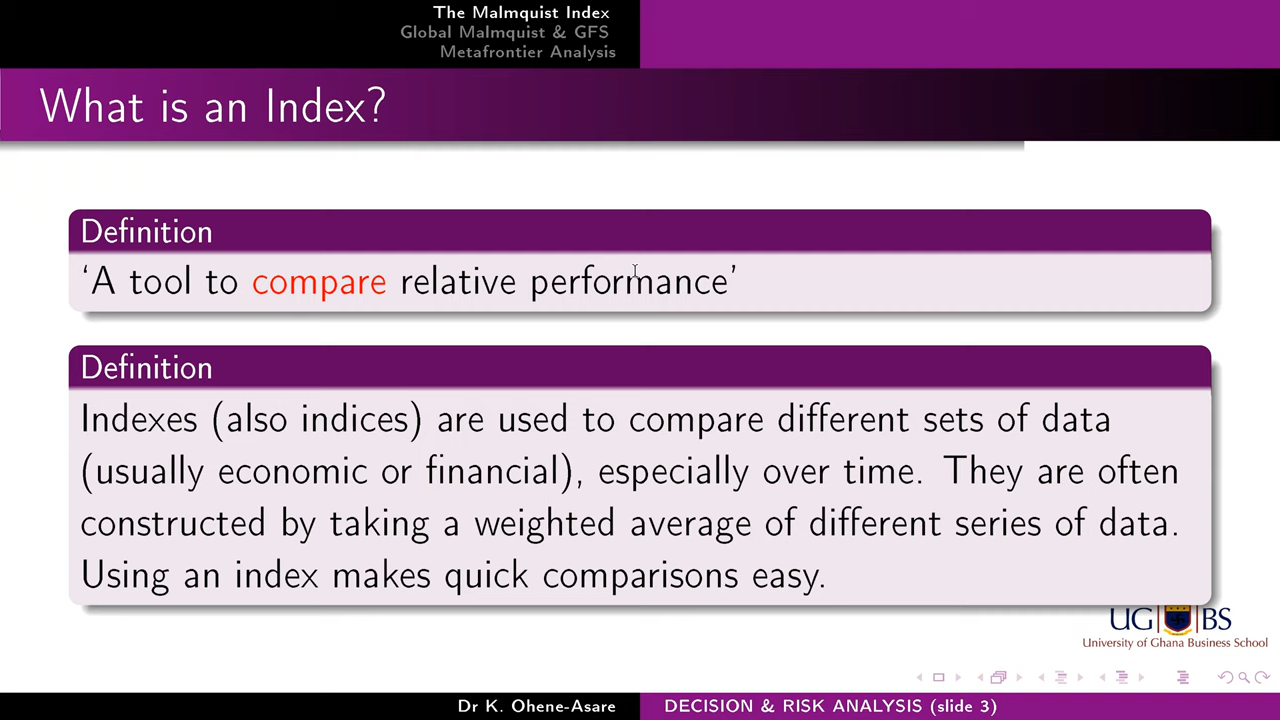 The Malmquist Index
Global Malmquist & GFS
Metafrontier Analysis
What is an Index?
Definition
‘A tool to compare relative performance’
Definition
Indexes (also indices) are used to compare different sets of data
(usually economic or financial), especially over time. They are often
constructed by taking a weighted average of different series of data.
Using an index makes quick comparisons easy.
UG BS
University of Ghana Business School
Dr K. Ohene-Asare
DECISION & RISK ANALYSIS (slide 3)